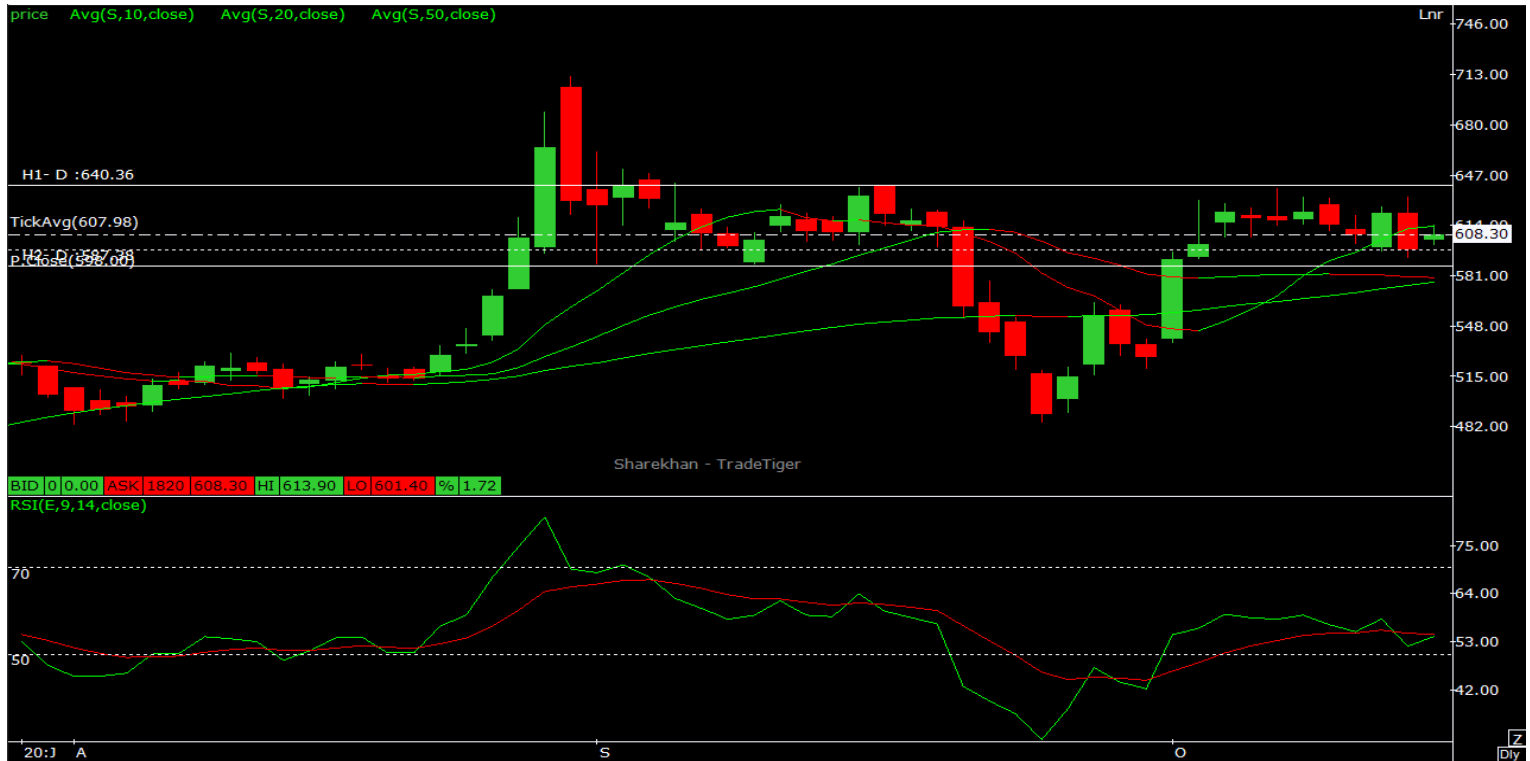 price Avg(S,10,close) Avg(S,20,close) Avg(S,50,close)
Lnr
746.00
713.00
680.00
647.00
614.00
608.30
581.00
548.00
515.00
482.00
H1- D :640.36
TickAvg(607.98)
H2- D :587.38
P.Close(598.00)
Sharekhan - TradeTiger
BID 0 0.00 ASK 1820 608.30 HI 613.90 LO 601.40 % 1.72
RSI(E,9,14,close)
70
50
75.00
64.00
53.00
42.00
20:J A S O
Z
Dly